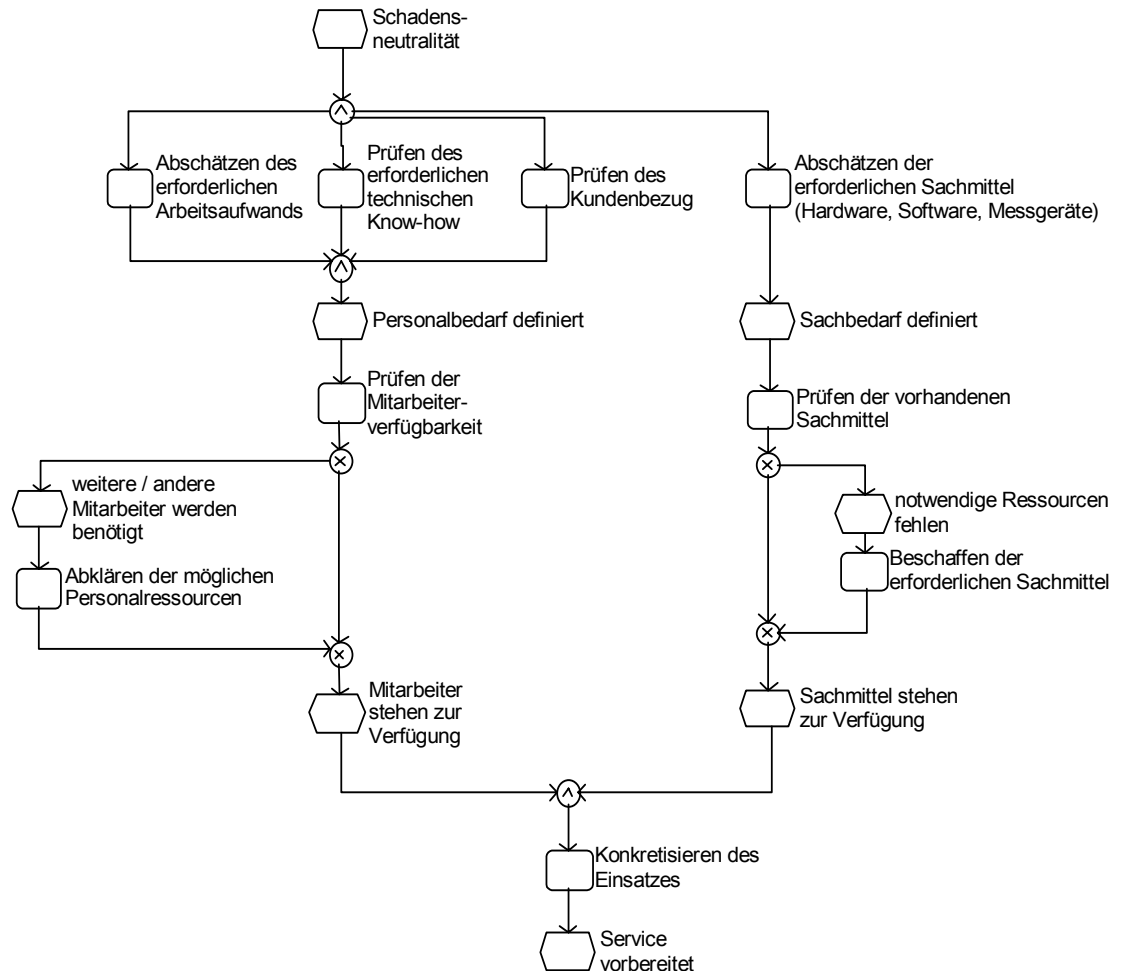 Schadens-
neutralität
Abschätzen des
erforderlichen
Arbeitsaufwands
Prüfen des
erforderlichen
technischen
Know-how
Prüfen des
Kundenbezug
Abschätzen der
erforderlichen Sachmittel
(Hardware, Software, Messgeräte)
Personalbedarf definiert
Sachbedarf definiert
Prüfen der
Mitarbeiter-
verfügbarkeit
Prüfen der vorhandenen
Sachmittel
weitere / andere
Mitarbeiter werden
benötigt
notwendige Ressourcen
fehlen
Abklären der möglichen
Personalressourcen
Beschaffen der
erforderlichen Sachmittel
Mitarbeiter
stehen zur
Verfügung
Sachmittel stehen
zur Verfügung
Konkretisieren des
Einsatzes
Service
vorbereitet